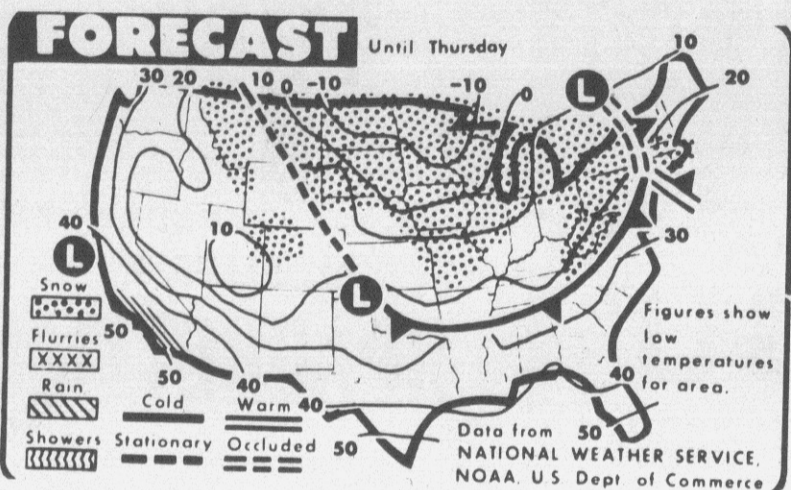 FORECAST Until Thursday
30 20 10 0 -10 -10 0 10
L 20
40
L
10
30
L
Snow
Flurries
XXXX
50
50
Rain
40
40
Cold Warm
Showers Stationary Occluded
50
50
40
Figures show
low
temperatures
for area.
Data from
NATIONAL WEATHER SERVICE,
NOAA, U.S. Dept. of Commerce